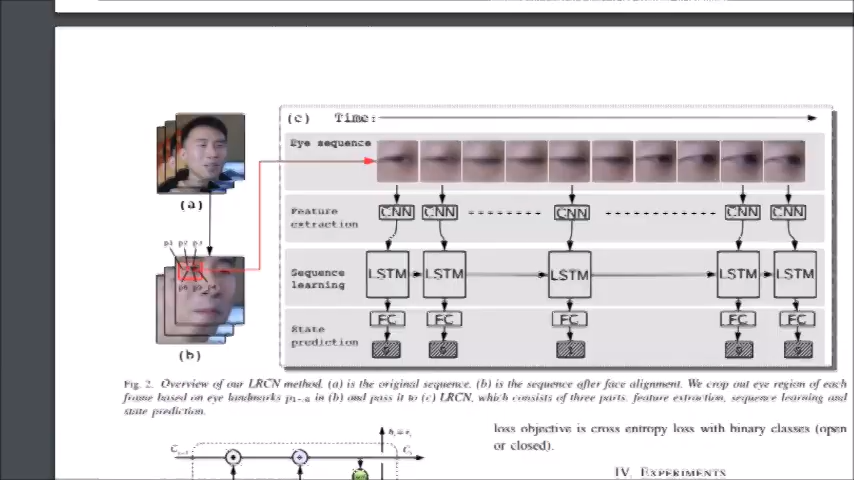 (c) Time:
Eye sequence
(a)
Feature extraction
CNN CNN CNN CNN CNN
p1 p2 p3
Sequence learning
LSTM LSTM LSTM LSTM LSTM
FC FC FC FC FC
State prediction
(b)
Fig. 2. Overview of our LRCN method. (a) is the original sequence. (b) is the sequence after face alignment. We crop out eye region of each
frame based on eye landmarks in (b) and pass it to (c) LRCN, which consists of three parts, feature extraction, sequence learning and
state prediction.
loss objective is cross entropy loss with binary classes (open
or closed).
IV. EXPERIMENTS